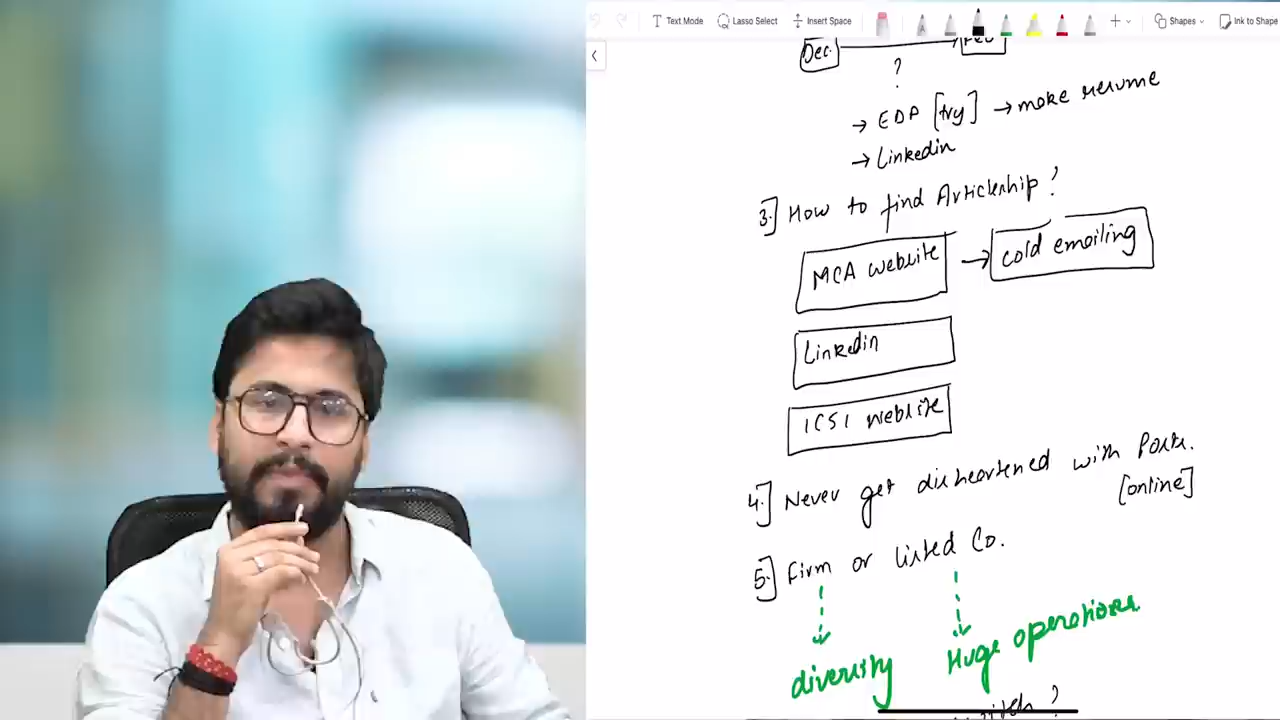 Text Mode Lasso Select Insert Space Shapes Ink to Shape
Dec.
?
→ EDP [try] → make resume
→ Linkedin
3.] How to find Articleship?
MCA website → cold emailing
Linkedin
ICSI website
4.] Never get disheartened with Posts.
[online]
5.] Firm or listed Co.
diversity Huge operations.
?